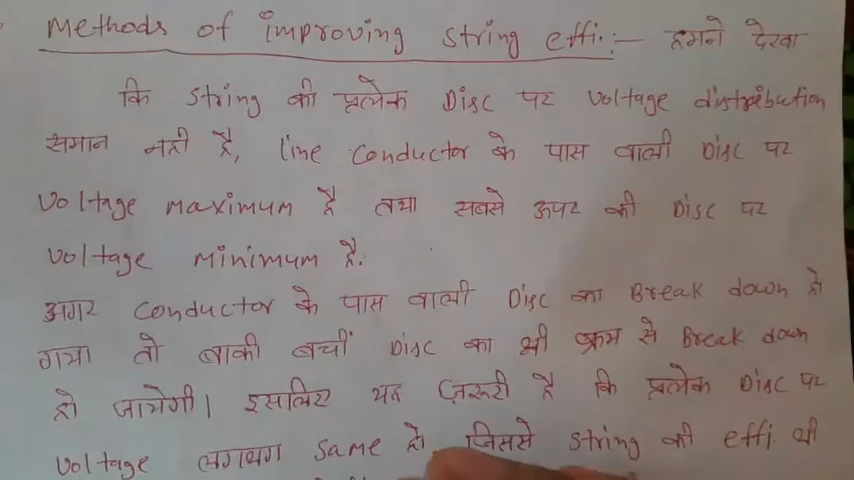 Methods of improving string effi.:— हमने देखा
कि string की प्रत्येक Disc पर voltage distribution
समान नहीं है, line conductor के पास वाली Disc पर
voltage maximum है तथा सबसे ऊपर की Disc पर
voltage minimum है.
अगर conductor के पास वाली Disc का Break down हो
गया तो बाकी बचीं Disc का भी क्रम से Break down
हो जायेगी। इसलिए यह ज़रूरी है कि प्रत्येक Disc पर
voltage लगभग same हो, जिससे string की effi. भी